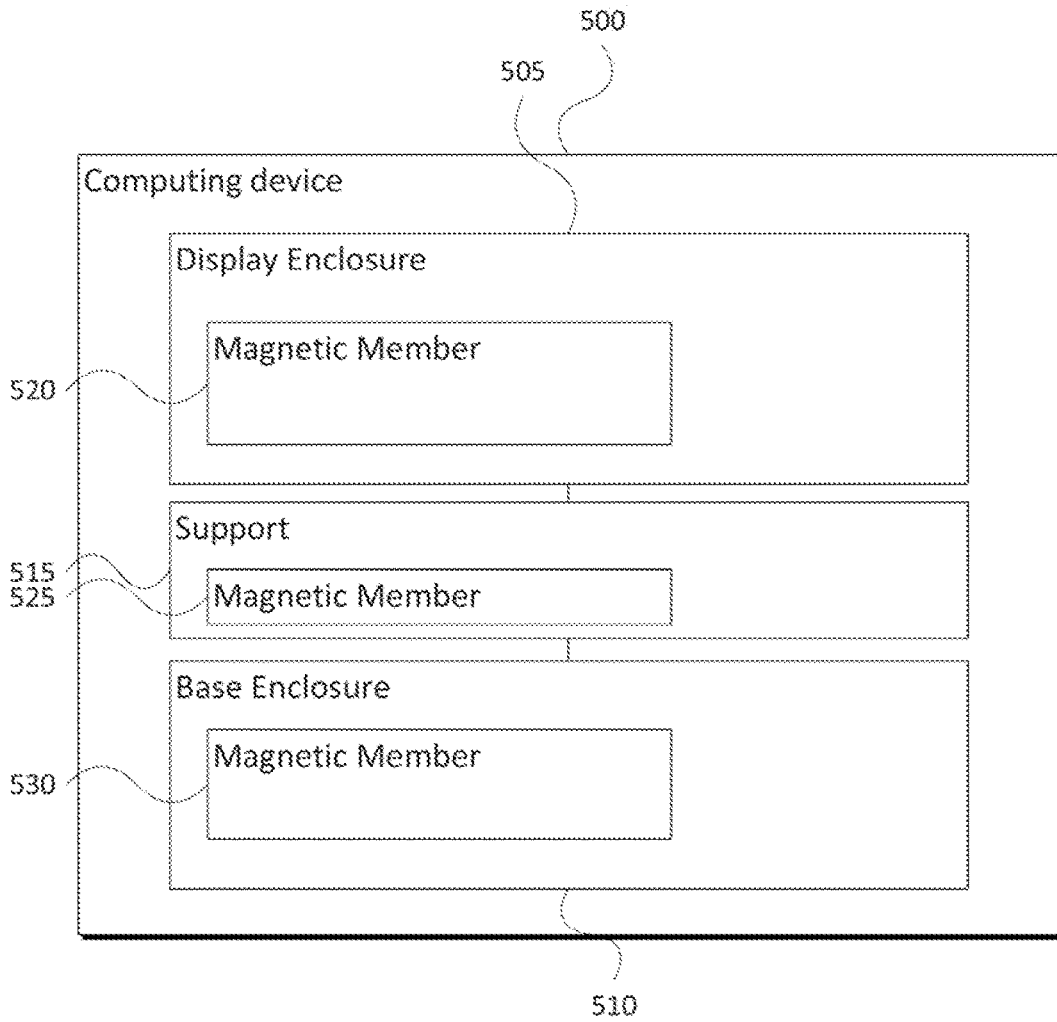 500
505
Computing device
Display Enclosure
Magnetic Member
520
Support
515
Magnetic Member
525
Base Enclosure
Magnetic Member
530
510